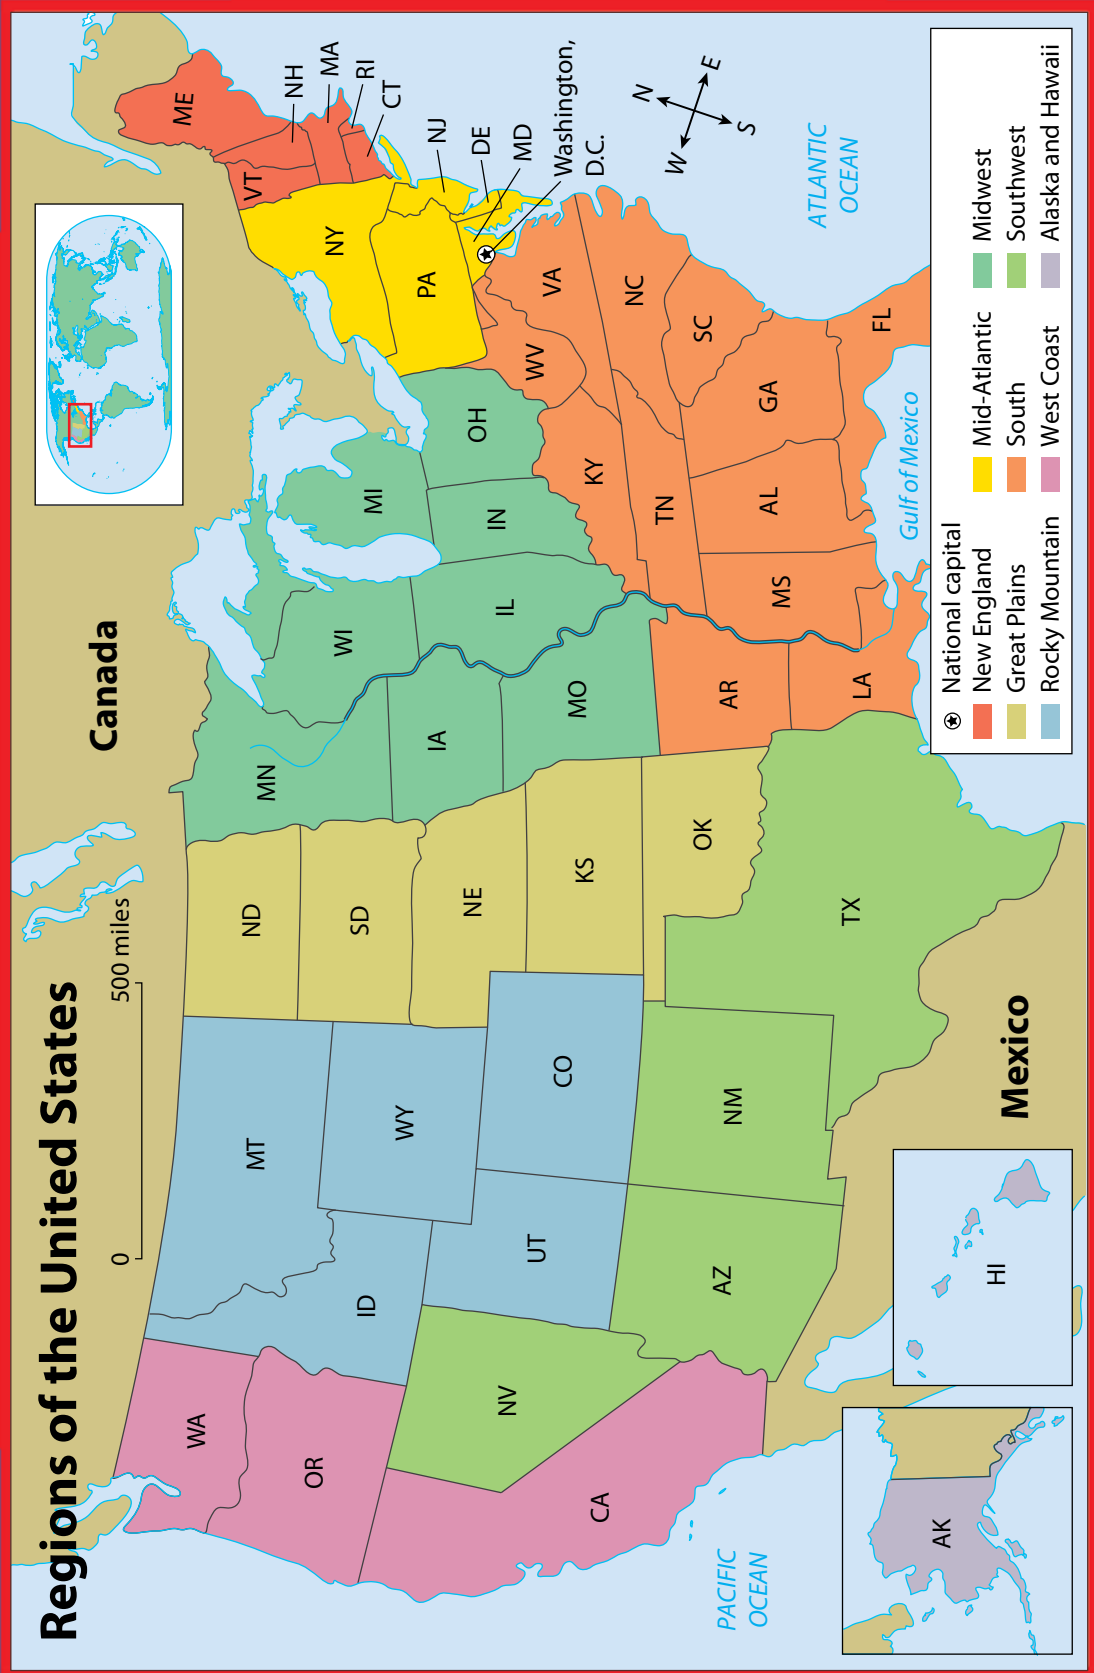 Regions of the United States
0
500 miles
Canada
WA
OR
CA
NV
ID
MT
WY
UT
CO
AZ
NM
ND
SD
NE
KS
OK
TX
MN
IA
MO
WI
IL
MI
IN
OH
AR
LA
MS
AL
GA
FL
TN
KY
WV
VA
NC
SC
PA
NY
VT
ME
NH
MA
RI
CT
NJ
DE
MD
Washington,
D.C.
N
E
S
W
ATLANTIC
OCEAN
Gulf of Mexico
PACIFIC
OCEAN
Mexico
AK
HI
National capital
New England
Mid-Atlantic
Midwest
Great Plains
South
Southwest
Rocky Mountain
West Coast
Alaska and Hawaii